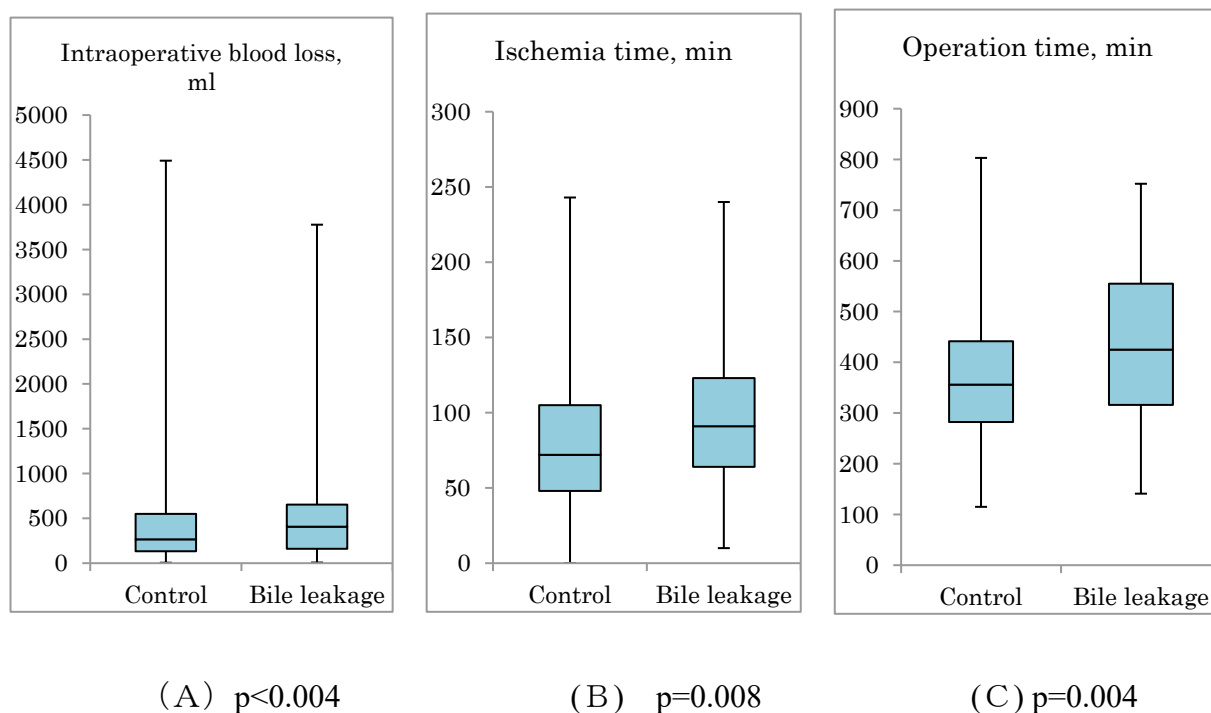 Intraoperative blood loss,
ml
5000
4500
4000
3500
3000
2500
2000
1500
1000
500
0
Control Bile leakage
Ischemia time, min
300
250
200
150
100
50
0
Control Bile leakage
Operation time, min
900
800
700
600
500
400
300
200
100
0
Control Bile leakage
（A）p<0.004
(B) p=0.008
(C) p=0.004